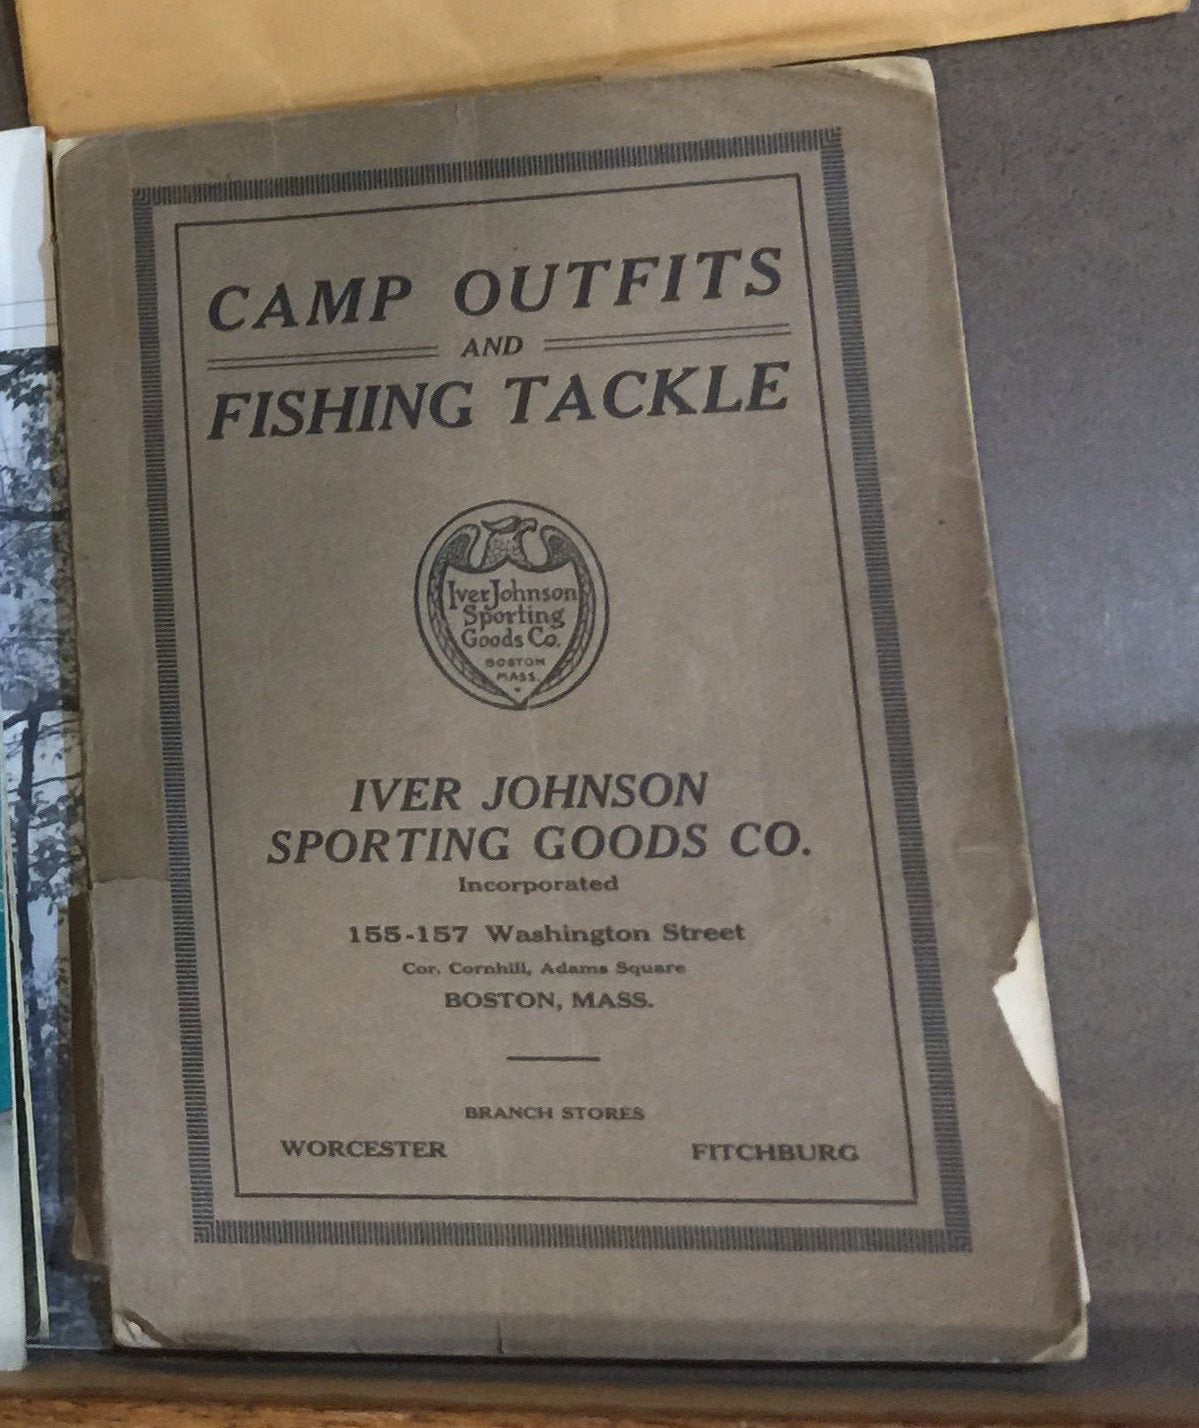 CAMP OUTFITS
AND
FISHING TACKLE
Iver Johnson
Sporting
Goods Co.
BOSTON
MASS.
IVER JOHNSON
SPORTING GOODS CO.
Incorporated
155-157 Washington Street
Cor. Cornhill, Adams Square
BOSTON, MASS.
BRANCH STORES
WORCESTER FITCHBURG